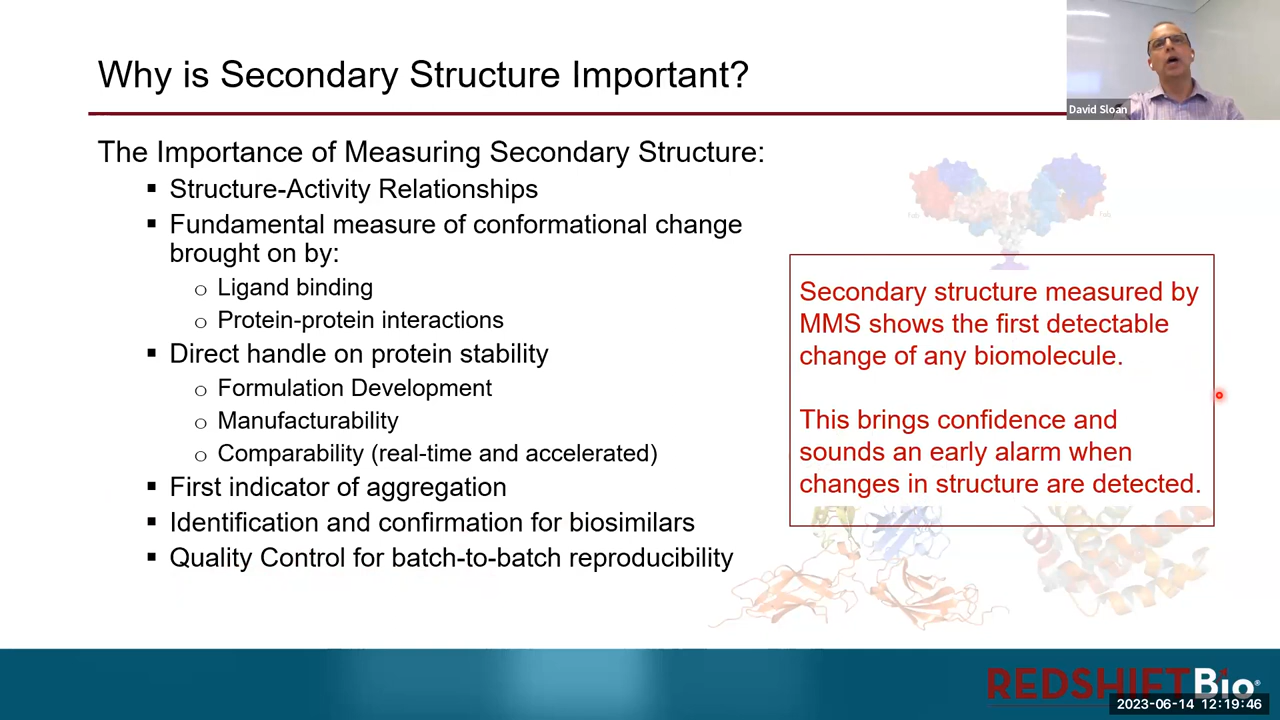 Why is Secondary Structure Important?
David Sloan
The Importance of Measuring Secondary Structure:
▪ Structure-Activity Relationships
▪ Fundamental measure of conformational change
brought on by:
o Ligand binding
o Protein-protein interactions
▪ Direct handle on protein stability
o Formulation Development
o Manufacturability
o Comparability (real-time and accelerated)
▪ First indicator of aggregation
▪ Identification and confirmation for biosimilars
▪ Quality Control for batch-to-batch reproducibility
Secondary structure measured by
MMS shows the first detectable
change of any biomolecule.
This brings confidence and
sounds an early alarm when
changes in structure are detected.
REDSHIFTBio®
2023-06-14 12:19:46